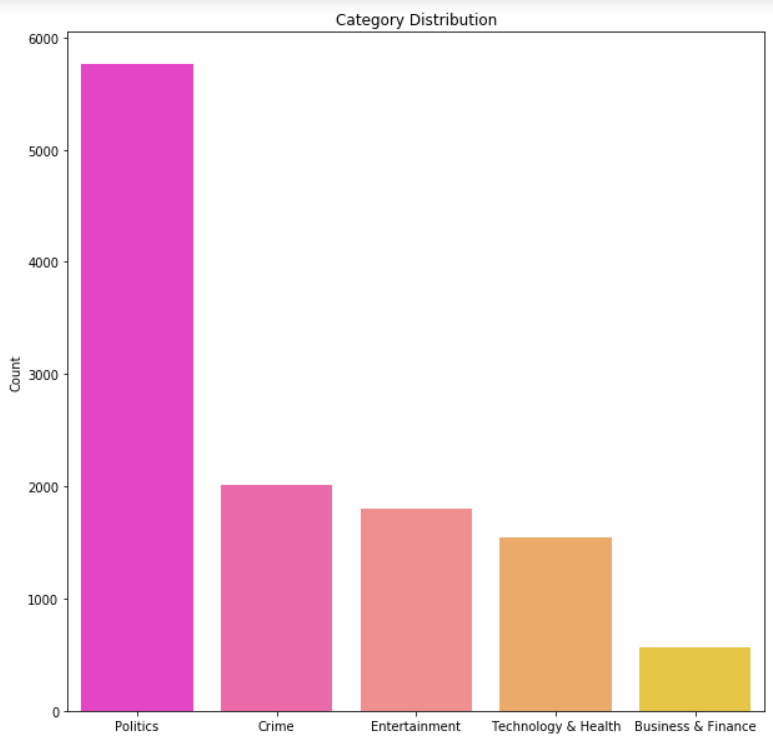 Category Distribution
6000
5000
4000
3000
2000
1000
0
Count
Politics Crime Entertainment Technology & Health Business & Finance